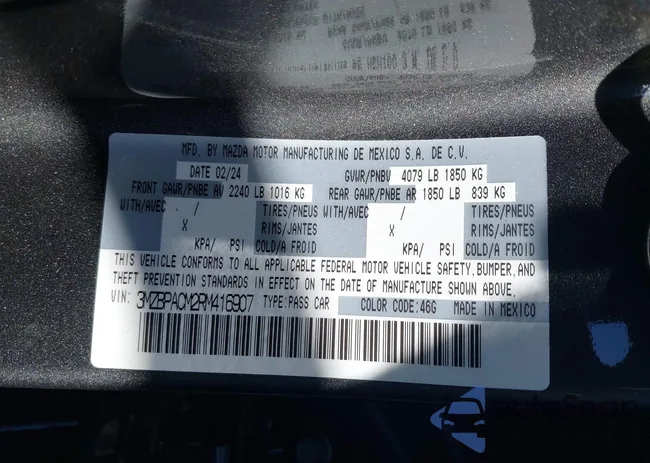 MFD. BY MAZDA MOTOR MANUFACTURING DE MEXICO S.A. DE C.V.
DATE 02/24 GVWR/PNBV 4079 LB 1850 KG
FRONT GAWR/PNBE AV 2240 LB 1016 KG REAR GAWR/PNBE AR 1850 LB 839 KG
WITH/AVEC / TIRES/PNEUS WITH/AVEC / TIRES/PNEUS
X RIMS/JANTES X RIMS/JANTES
KPA/ PSI COLD/A FROID KPA/ PSI COLD/A FROID
THIS VEHICLE CONFORMS TO ALL APPLICABLE FEDERAL MOTOR VEHICLE SAFETY, BUMPER, AND
THEFT PREVENTION STANDARDS IN EFFECT ON THE DATE OF MANUFACTURE SHOWN ABOVE.
VIN: 3MZBPACM2RM416907 TYPE:PASS CAR COLOR CODE:46G MADE IN MEXICO